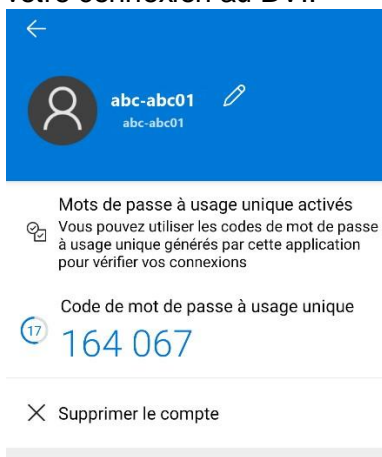 votre connexion au DVI.
abc-abc01
abc-abc01
Mots de passe à usage unique activés
Vous pouvez utiliser les codes de mot de passe
à usage unique générés par cette application
pour vérifier vos connexions
Code de mot de passe à usage unique
17
164 067
Supprimer le compte